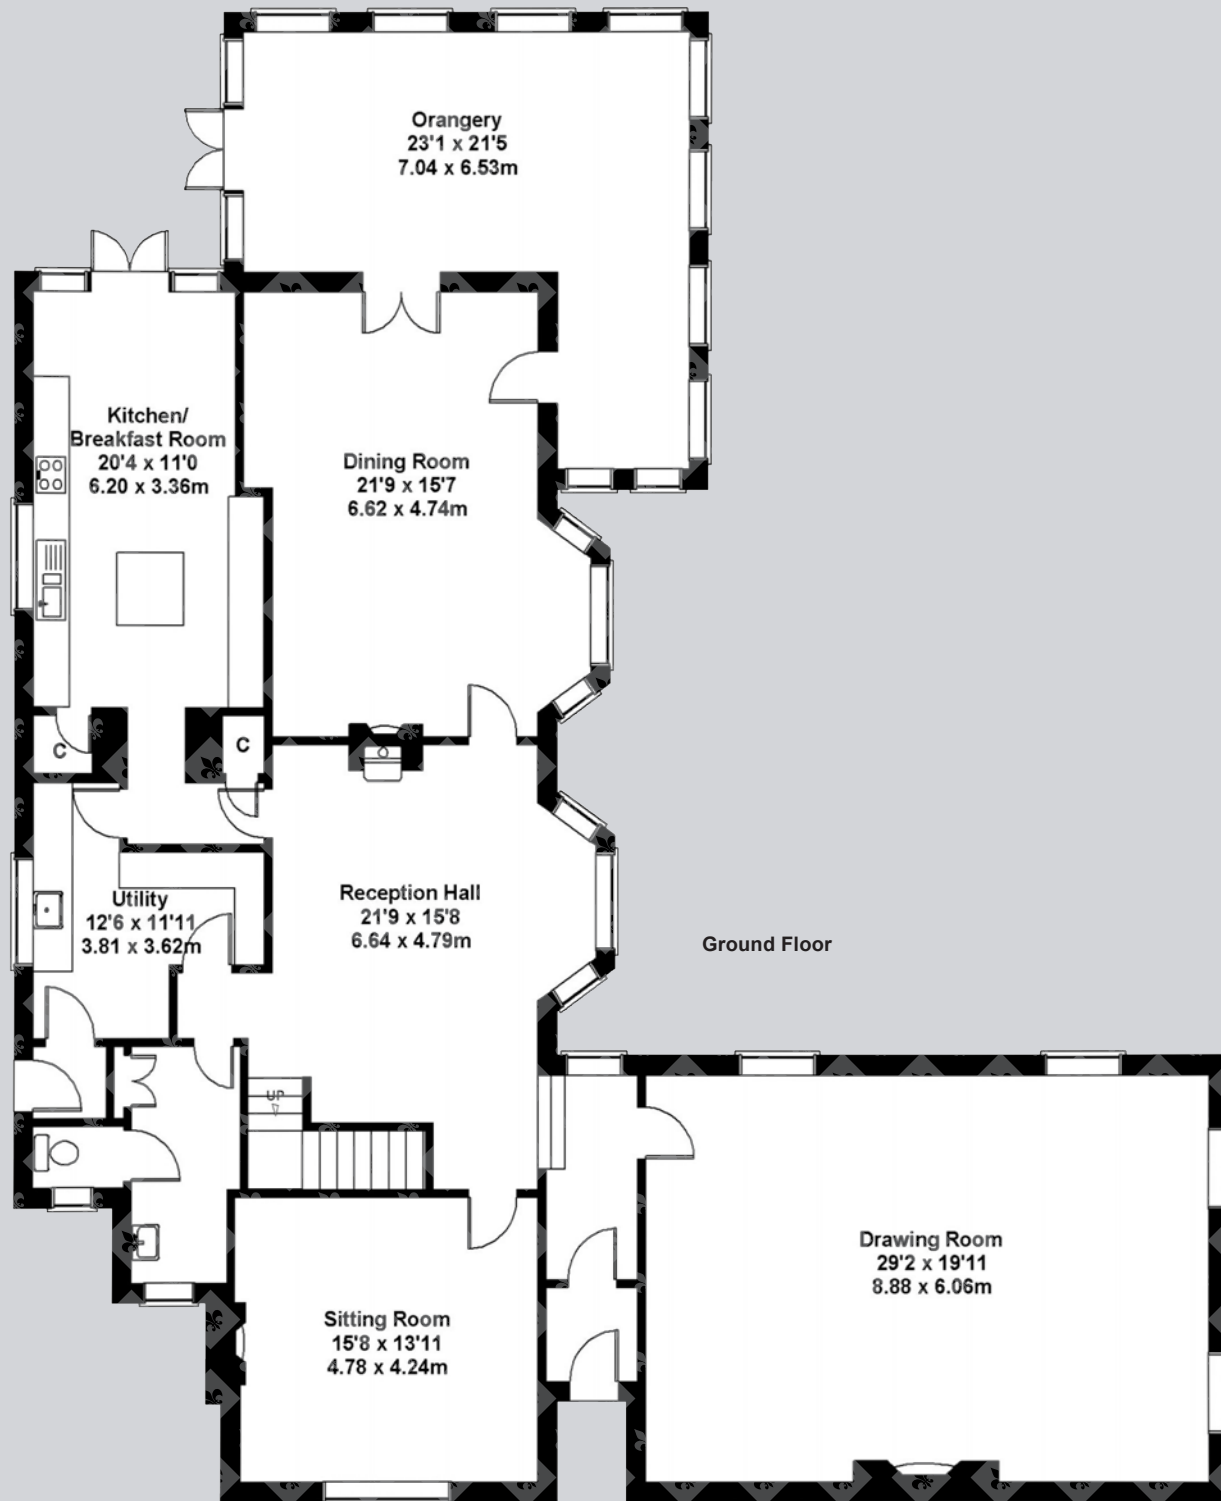 Orangery
23'1 x 21'5
7.04 x 6.53m
Kitchen/
Breakfast Room
20'4 x 11'0
6.20 x 3.36m
Dining Room
21'9 x 15'7
6.62 x 4.74m
C
C
Utility
12'6 x 11'11
3.81 x 3.62m
Reception Hall
21'9 x 15'8
6.64 x 4.79m
Ground Floor
UP
Drawing Room
29'2 x 19'11
8.88 x 6.06m
Sitting Room
15'8 x 13'11
4.78 x 4.24m